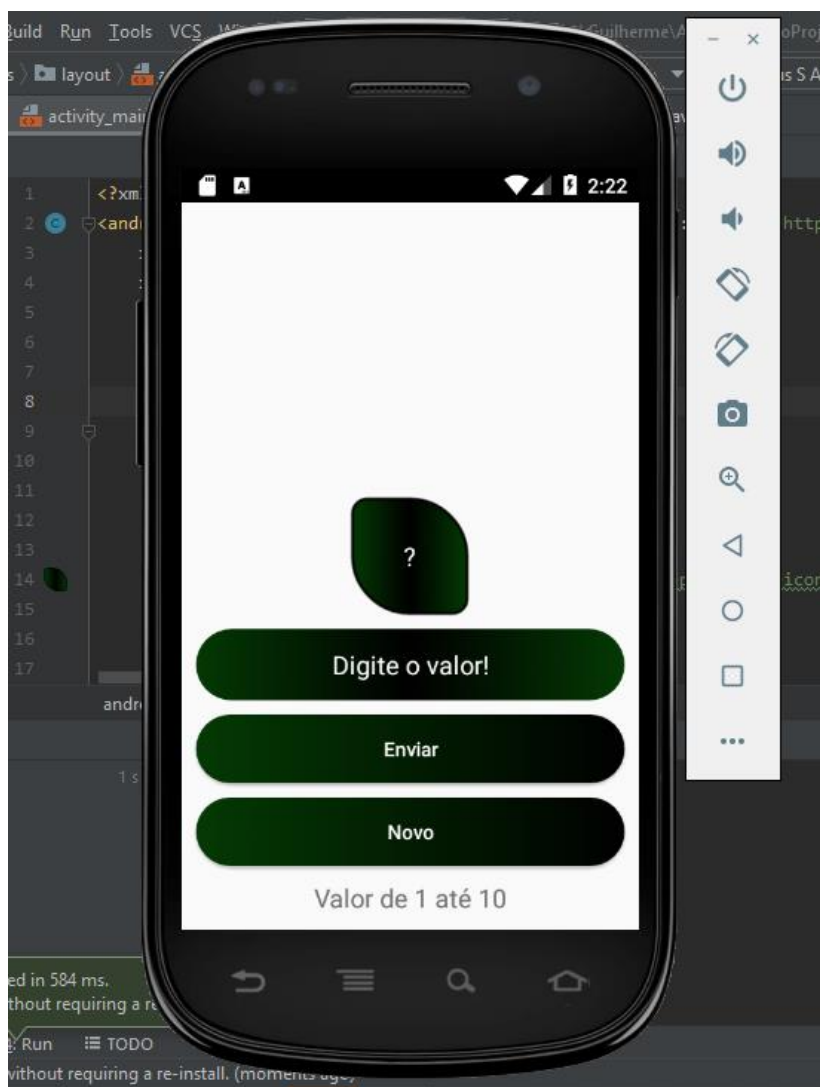 Build Run Tools VCS
layout
activity_mai
2:22
1 <?xm
2 <and
http
3
4
5
6
7
8
9
10
11
12
13
14
icon
15
16
17
andr
?
Digite o valor!
Enviar
Novo
Valor de 1 até 10
1 s
ed in 584 ms.
thout requiring a re
Run TODO
without requiring a re-install. (moments ago)